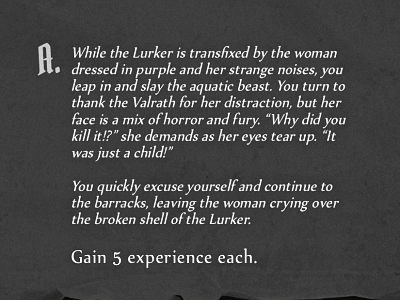 A. While the Lurker is transfixed by the woman
dressed in purple and her strange noises, you
leap in and slay the aquatic beast. You turn to
thank the Valrath for her distraction, but her
face is a mix of horror and fury. “Why did you
kill it!?” she demands as her eyes tear up. “It
was just a child!”
You quickly excuse yourself and continue to
the barracks, leaving the woman crying over
the broken shell of the Lurker.
Gain 5 experience each.